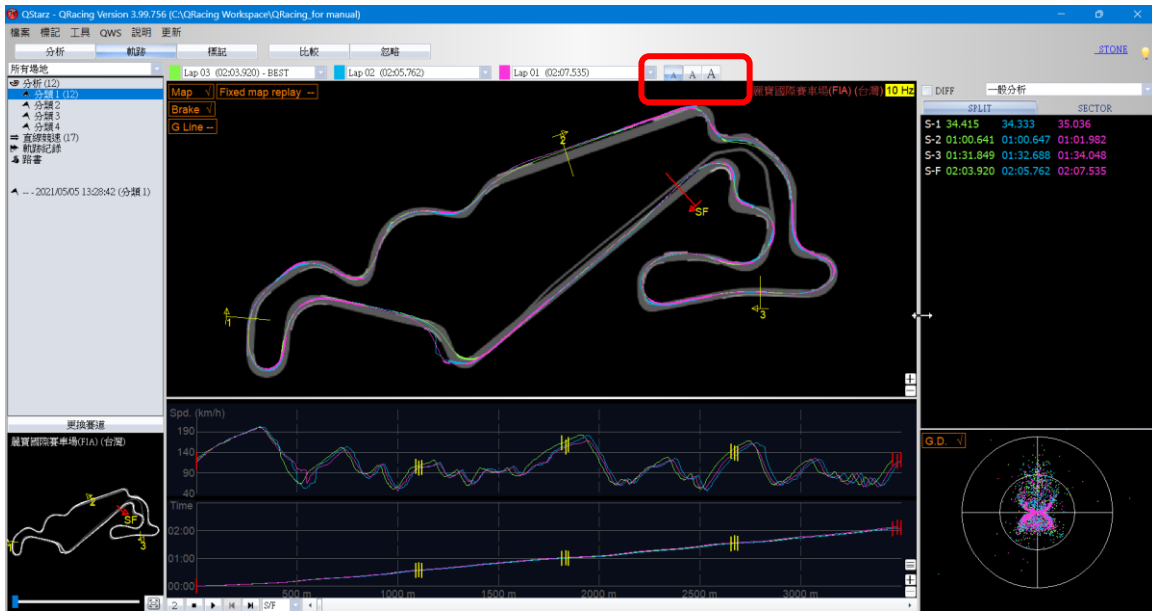 QStarz - QRacing Version 3.99.756 (C:\QRacing Workspace\QRacing_for manual)
檔案 標記 工具 QWS 說明 更新
分析 軌跡 標記 比較 忽略
_STONE
所有場地
Lap 03 (02:03.920) - BEST
Lap 02 (02:05.762)
Lap 01 (02:07.535)
A A A
分析 (12)
分類 1 (12)
分類 2
分類 3
分類 4
直線競速 (17)
軌跡紀錄
路書
-- - 2021/05/05 13:28:42 (分類 1)
Map √ Fixed map replay --
Brake √
G Line --
麗寶國際賽車場(FIA) (台灣) 10 Hz
2
SF
1
3
DIFF 一般分析
SPLIT SECTOR
S-1 34.415 34.333 35.036
S-2 01:00.641 01:00.647 01:01.982
S-3 01:31.849 01:32.688 01:34.048
S-F 02:03.920 02:05.762 02:07.535
更換賽道
麗寶國際賽車場(FIA) (台灣)
2
SF
1
3
Spd. (km/h)
190
140
90
40
Time
02:00
01:00
00:00
500 m 1000 m 1500 m 2000 m 2500 m 3000 m
2 S/F
G.D. √